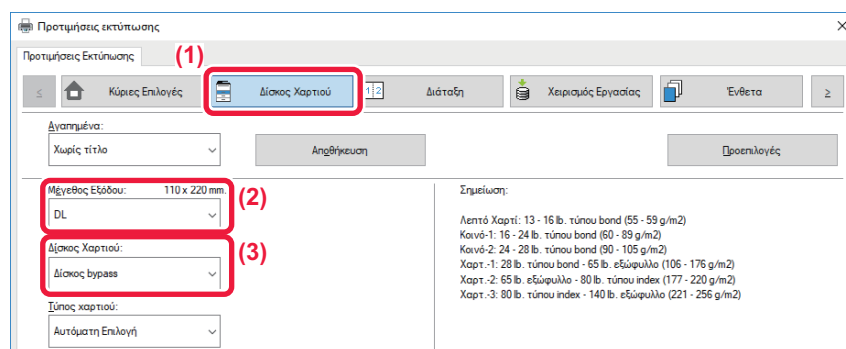 Προτιμήσεις εκτύπωσης
Προτιμήσεις Εκτύπωσης
(1)
≤ Κύριες Επιλογές Δίσκος Χαρτιού 1 2 Διάταξη Χειρισμός Εργασίας Ένθετα ≥
Αγαπημένα:
Χωρίς τίτλο Αποθήκευση Προεπιλογές
Μέγεθος Εξόδου: 110 x 220 mm.
(2)
DL
Δίσκος Χαρτιού:
(3)
Δίσκος bypass
Τύπος χαρτιού:
Αυτόματη Επιλογή
Σημείωση:
Λεπτό Χαρτί: 13 - 16 lb. τύπου bond (55 - 59 g/m2)
Κοινό-1: 16 - 24 lb. τύπου bond (60 - 89 g/m2)
Κοινό-2: 24 - 28 lb. τύπου bond (90 - 105 g/m2)
Χαρτ.-1: 28 lb. τύπου bond - 65 lb. εξώφυλλο (106 - 176 g/m2)
Χαρτ.-2: 65 lb. εξώφυλλο - 80 lb. τύπου index (177 - 220 g/m2)
Χαρτ.-3: 80 lb. τύπου index - 140 lb. εξώφυλλο (221 - 256 g/m2)